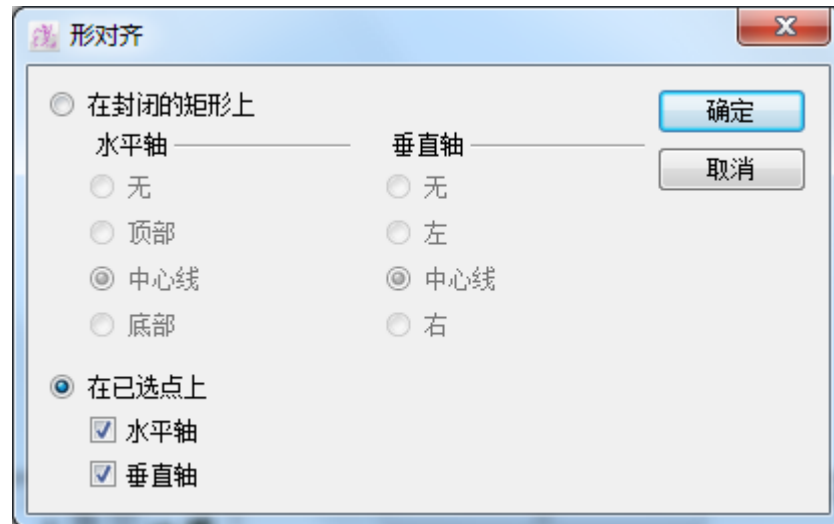 形对齐
在封闭的矩形上
确定
水平轴 垂直轴
取消
无 无
顶部 左
中心线 中心线
底部 右
在已选点上
水平轴
垂直轴